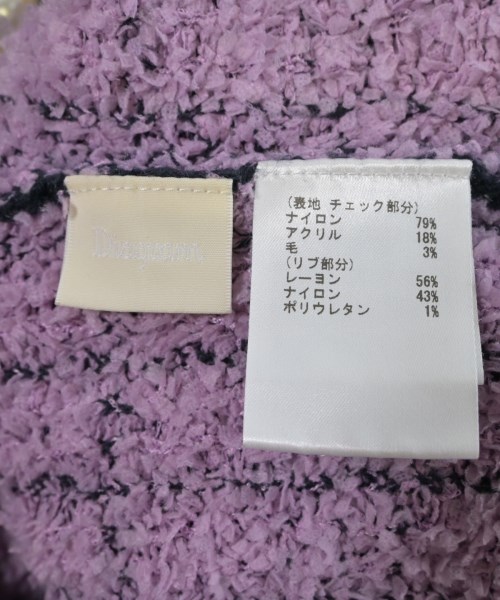 (表地 チェック部分)
ナイロン 79%
アクリル 18%
毛 3%
(リブ部分)
レーヨン 56%
ナイロン 43%
ポリウレタン 1%